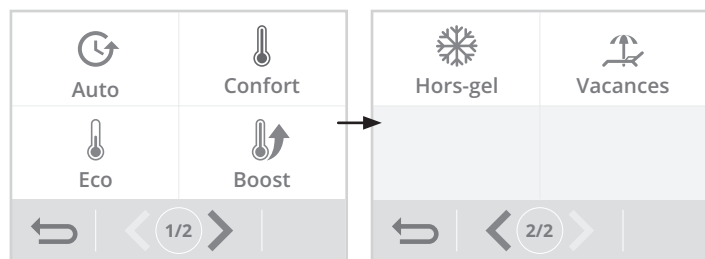 Auto
Confort
Eco
Boost
1/2
Hors-gel
Vacances
2/2